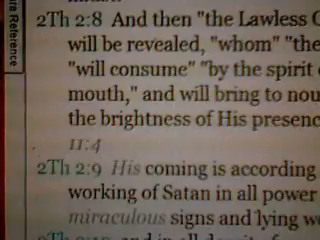 2Th 2:8 And then "the Lawless
will be revealed, "whom" "the
"will consume" "by the spirit
mouth," and will bring to nou
the brightness of His presenc
11:4
2Th 2:9 His coming is according
working of Satan in all power
miraculous signs and lying w
Reference